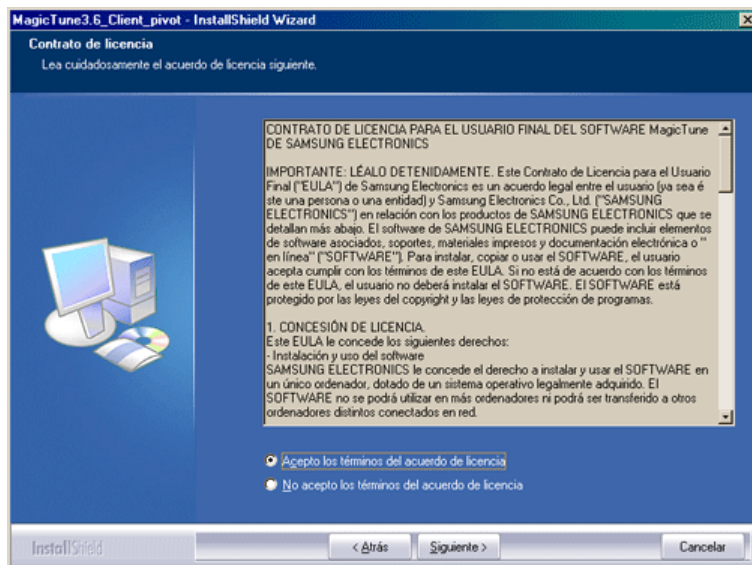 MagicTune3.6_Client_pivot - InstallShield Wizard
Contrato de licencia
Lea cuidadosamente el acuerdo de licencia siguiente.
CONTRATO DE LICENCIA PARA EL USUARIO FINAL DEL SOFTWARE MagicTune
DE SAMSUNG ELECTRONICS
IMPORTANTE: LÉALO DETENIDAMENTE. Este Contrato de Licencia para el Usuario
Final ("EULA") de Samsung Electronics es un acuerdo legal entre el usuario (ya sea é
ste una persona o una entidad) y Samsung Electronics Co., Ltd. ("SAMSUNG
ELECTRONICS") en relación con los productos de SAMSUNG ELECTRONICS que se
detallan más abajo. El software de SAMSUNG ELECTRONICS puede incluir elementos
de software asociados, soportes, materiales impresos y documentación electrónica o "
en línea" ("SOFTWARE"). Para instalar, copiar o usar el SOFTWARE, el usuario
acepta cumplir con los términos de este EULA. Si no está de acuerdo con los términos
de este EULA, el usuario no deberá instalar el SOFTWARE. El SOFTWARE está
protegido por las leyes del copyright y las leyes de protección de programas.
1. CONCESIÓN DE LICENCIA.
Este EULA le concede los siguientes derechos:
- Instalación y uso del software
SAMSUNG ELECTRONICS le concede el derecho a instalar y usar el SOFTWARE en
un único ordenador, dotado de un sistema operativo legalmente adquirido. El
SOFTWARE no se podrá utilizar en más ordenadores ni podrá ser transferido a otros
ordenadores distintos conectados en red.
Acepto los términos del acuerdo de licencia
No acepto los términos del acuerdo de licencia
InstallShield
< Atrás
Siguiente >
Cancelar